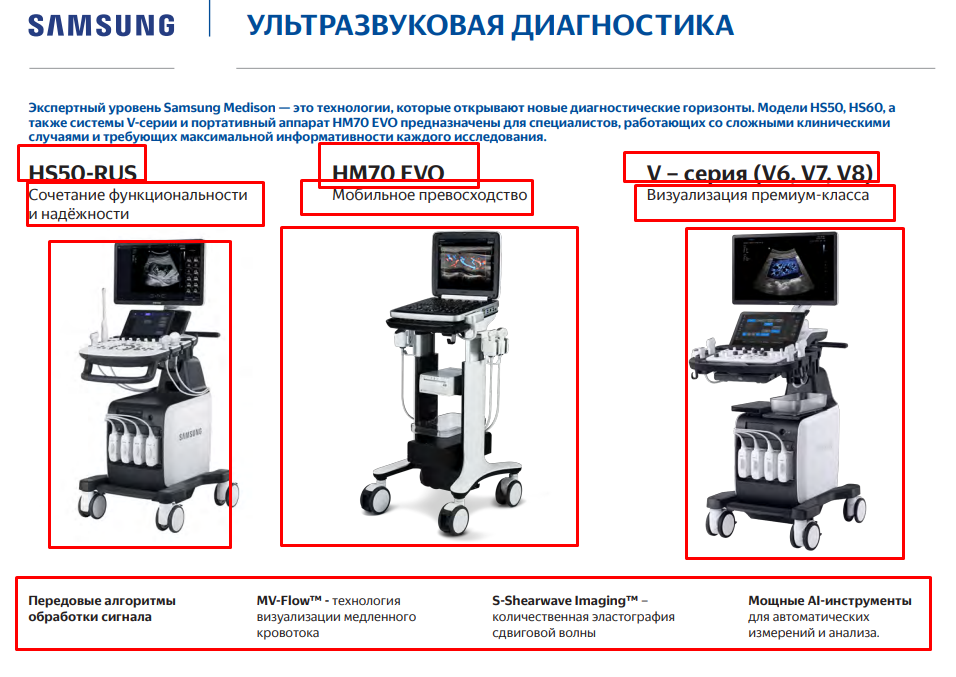 SAMSUNG
УЛЬТРАЗВУКОВАЯ ДИАГНОСТИКА
Экспертный уровень Samsung Medison — это технологии, которые открывают новые диагностические горизонты. Модели HS50, HS60, а
также системы V-серии и портативный аппарат HM70 EVO предназначены для специалистов, работающих со сложными клиническими
случаями и требующих максимальной информативности каждого исследования.
HS50-RUS
Сочетание функциональности
и надёжности
HM70 EVO
Мобильное превосходство
V – серия (V6, V7, V8)
Визуализация премиум-класса
SAMSUNG
Передовые алгоритмы
обработки сигнала
MV-Flow™ - технология
визуализации медленного
кровотока
S-Shearwave Imaging™ –
количественная эластография
сдвиговой волны
Мощные AI-инструменты
для автоматических
измерений и анализа.